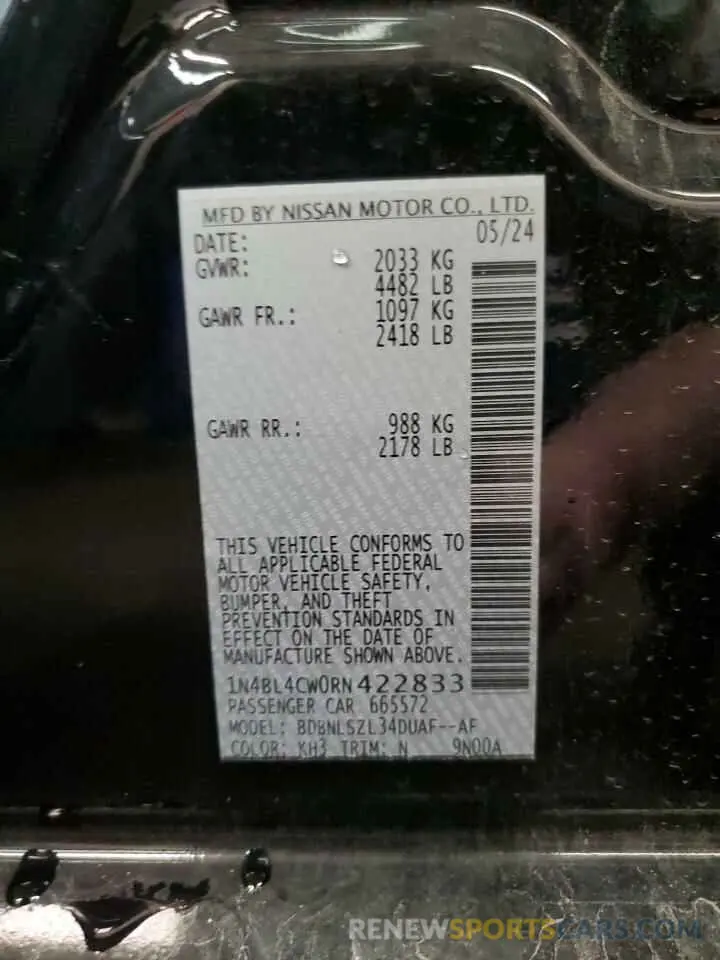 MFD BY NISSAN MOTOR CO., LTD.
DATE: 05/24
GVWR: 2033 KG
4482 LB
GAWR FR.: 1097 KG
2418 LB
GAWR RR.: 988 KG
2178 LB
THIS VEHICLE CONFORMS TO
ALL APPLICABLE FEDERAL
MOTOR VEHICLE SAFETY,
BUMPER, AND THEFT
PREVENTION STANDARDS IN
EFFECT ON THE DATE OF
MANUFACTURE SHOWN ABOVE.
1N4BL4CW0RN422833
PASSENGER CAR 665572
MODEL: BDBNLSZL34DUAF--AF
COLOR: KH3 TRIM: N 9N00A
RENEWSPORTSCARS.COM